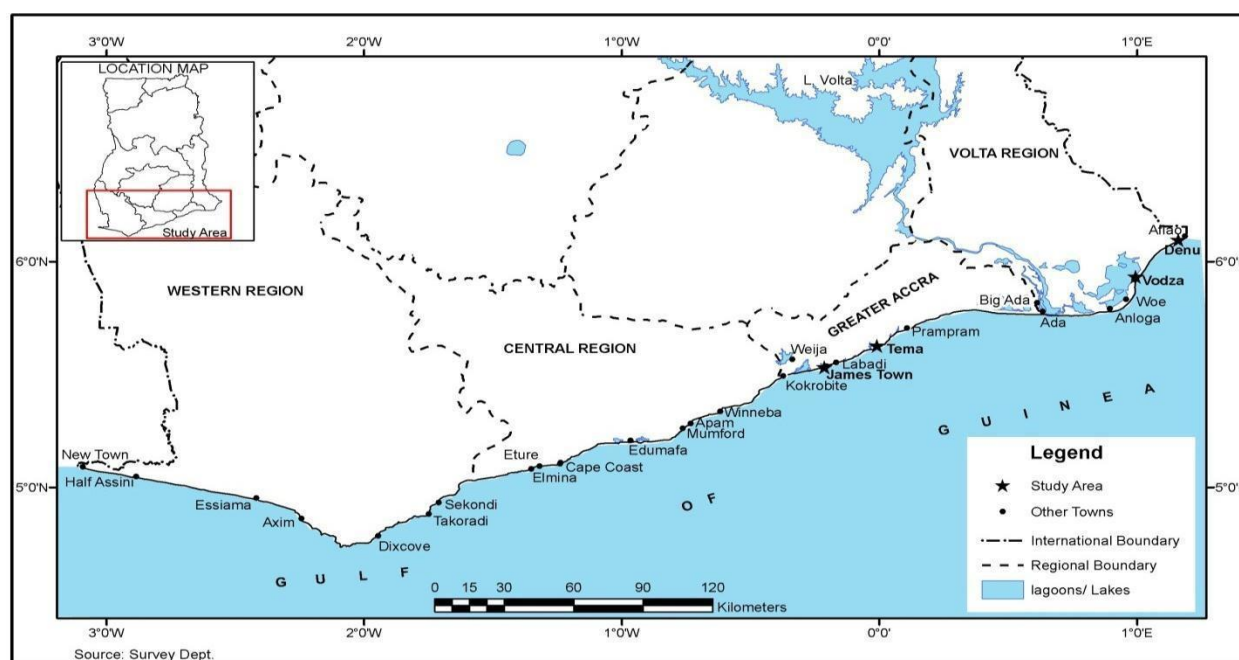 3°0'W 2°0'W 1°0'W 0°0' 1°0'E
LOCATION MAP
Study Area
L. Volta
VOLTA REGION
Aflao
Denu
6°0'N 6°0'N
WESTERN REGION
Vodza
GREATER ACCRA
Big Ada
Woe
Ada
Anloga
Prampram
CENTRAL REGION
Weija
Tema
Labadi
James Town
Kokrobite
Winneba
Apam
Mumford
Edumafa
Eture
Cape Coast
Elmina
New Town
Half Assini
5°0'N 5°0'N
Essiama
Sekondi
Axim
Takoradi
Dixcove
GULF OF GUINEA
Legend
Study Area
Other Towns
International Boundary
Regional Boundary
lagoons/ Lakes
0 15 30 60 90 120
Kilometers
3°0'W 2°0'W 1°0'W 0°0' 1°0'E
Source: Survey Dept.